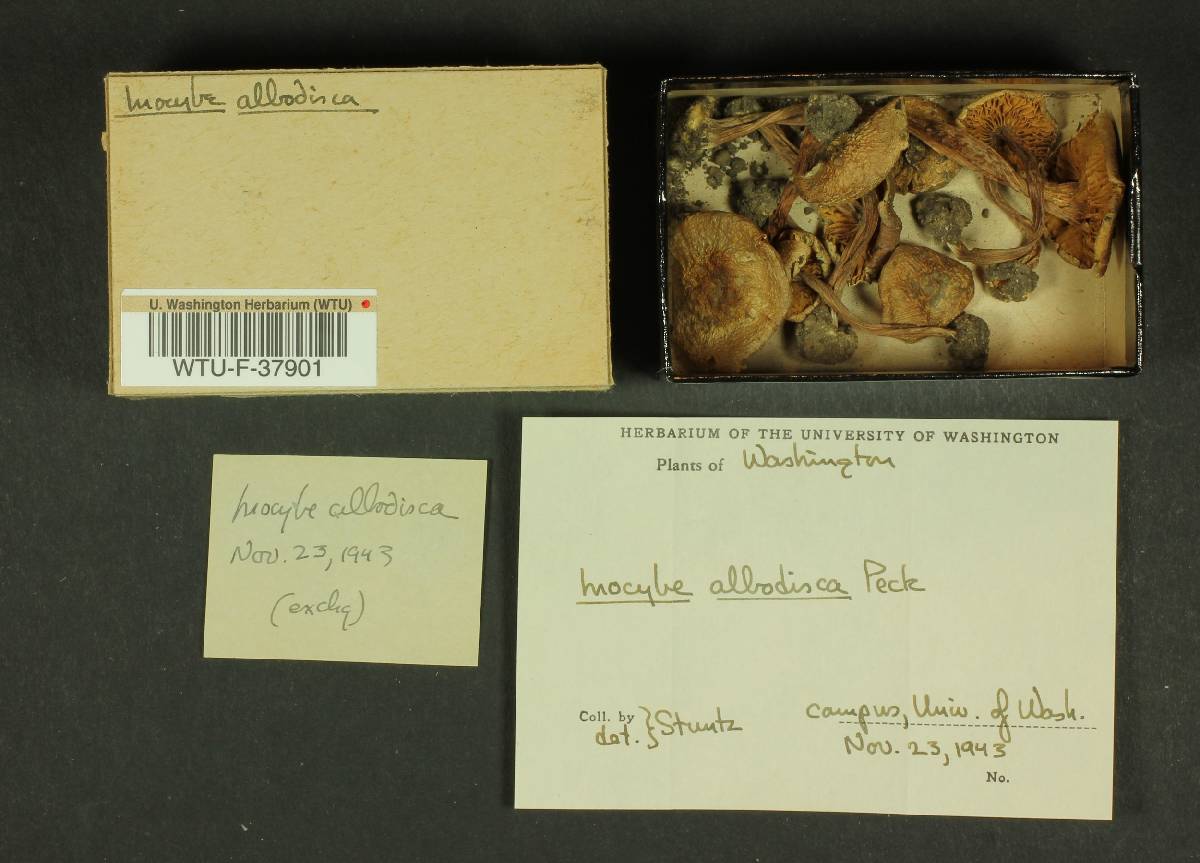 Inocybe albodisca
U. Washington Herbarium (WTU)
WTU-F-37901
Inocybe albodisca
Nov. 23, 1943
(exchg)
HERBARIUM OF THE UNIVERSITY OF WASHINGTON
Plants of Washington
Inocybe albodisca Peck
Coll. by
det. } Stuntz
campus, Univ. of Wash.
Nov. 23, 1943
No.